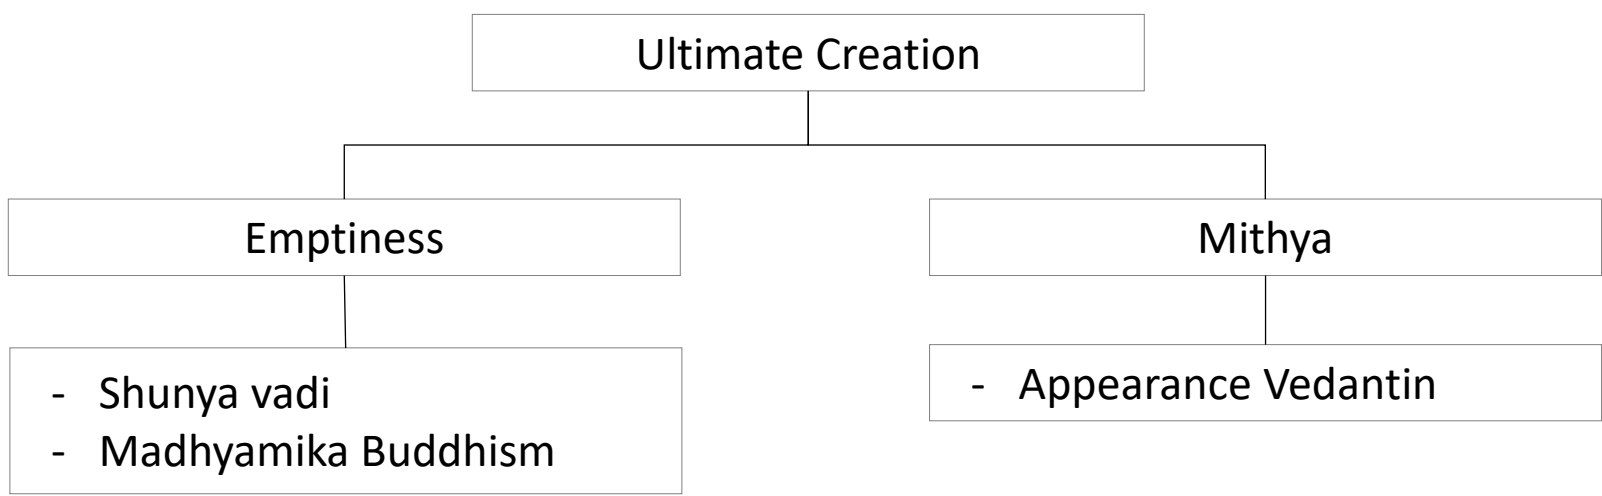 Ultimate Creation
Emptiness
Mithya
- Shunya vadi
- Madhyamika Buddhism
- Appearance Vedantin